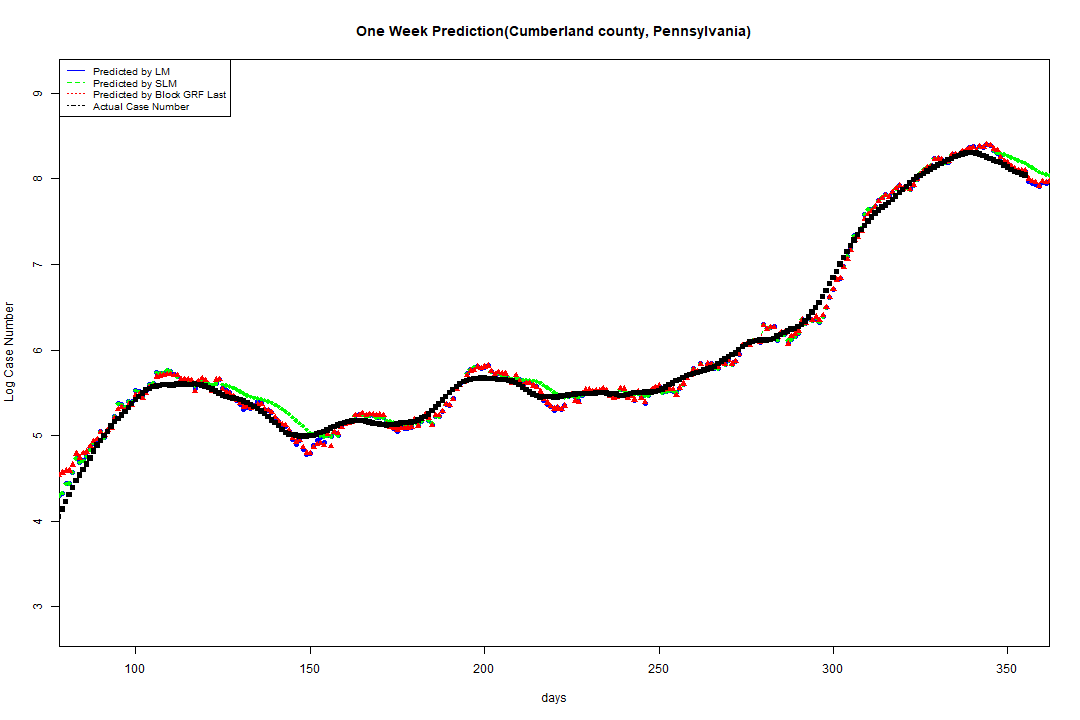 One Week Prediction(Cumberland county, Pennsylvania)
Predicted by LM
Predicted by SLM
Predicted by Block GRF Last
Actual Case Number
Log Case Number
9
8
7
6
5
4
3
100 150 200 250 300 350
days